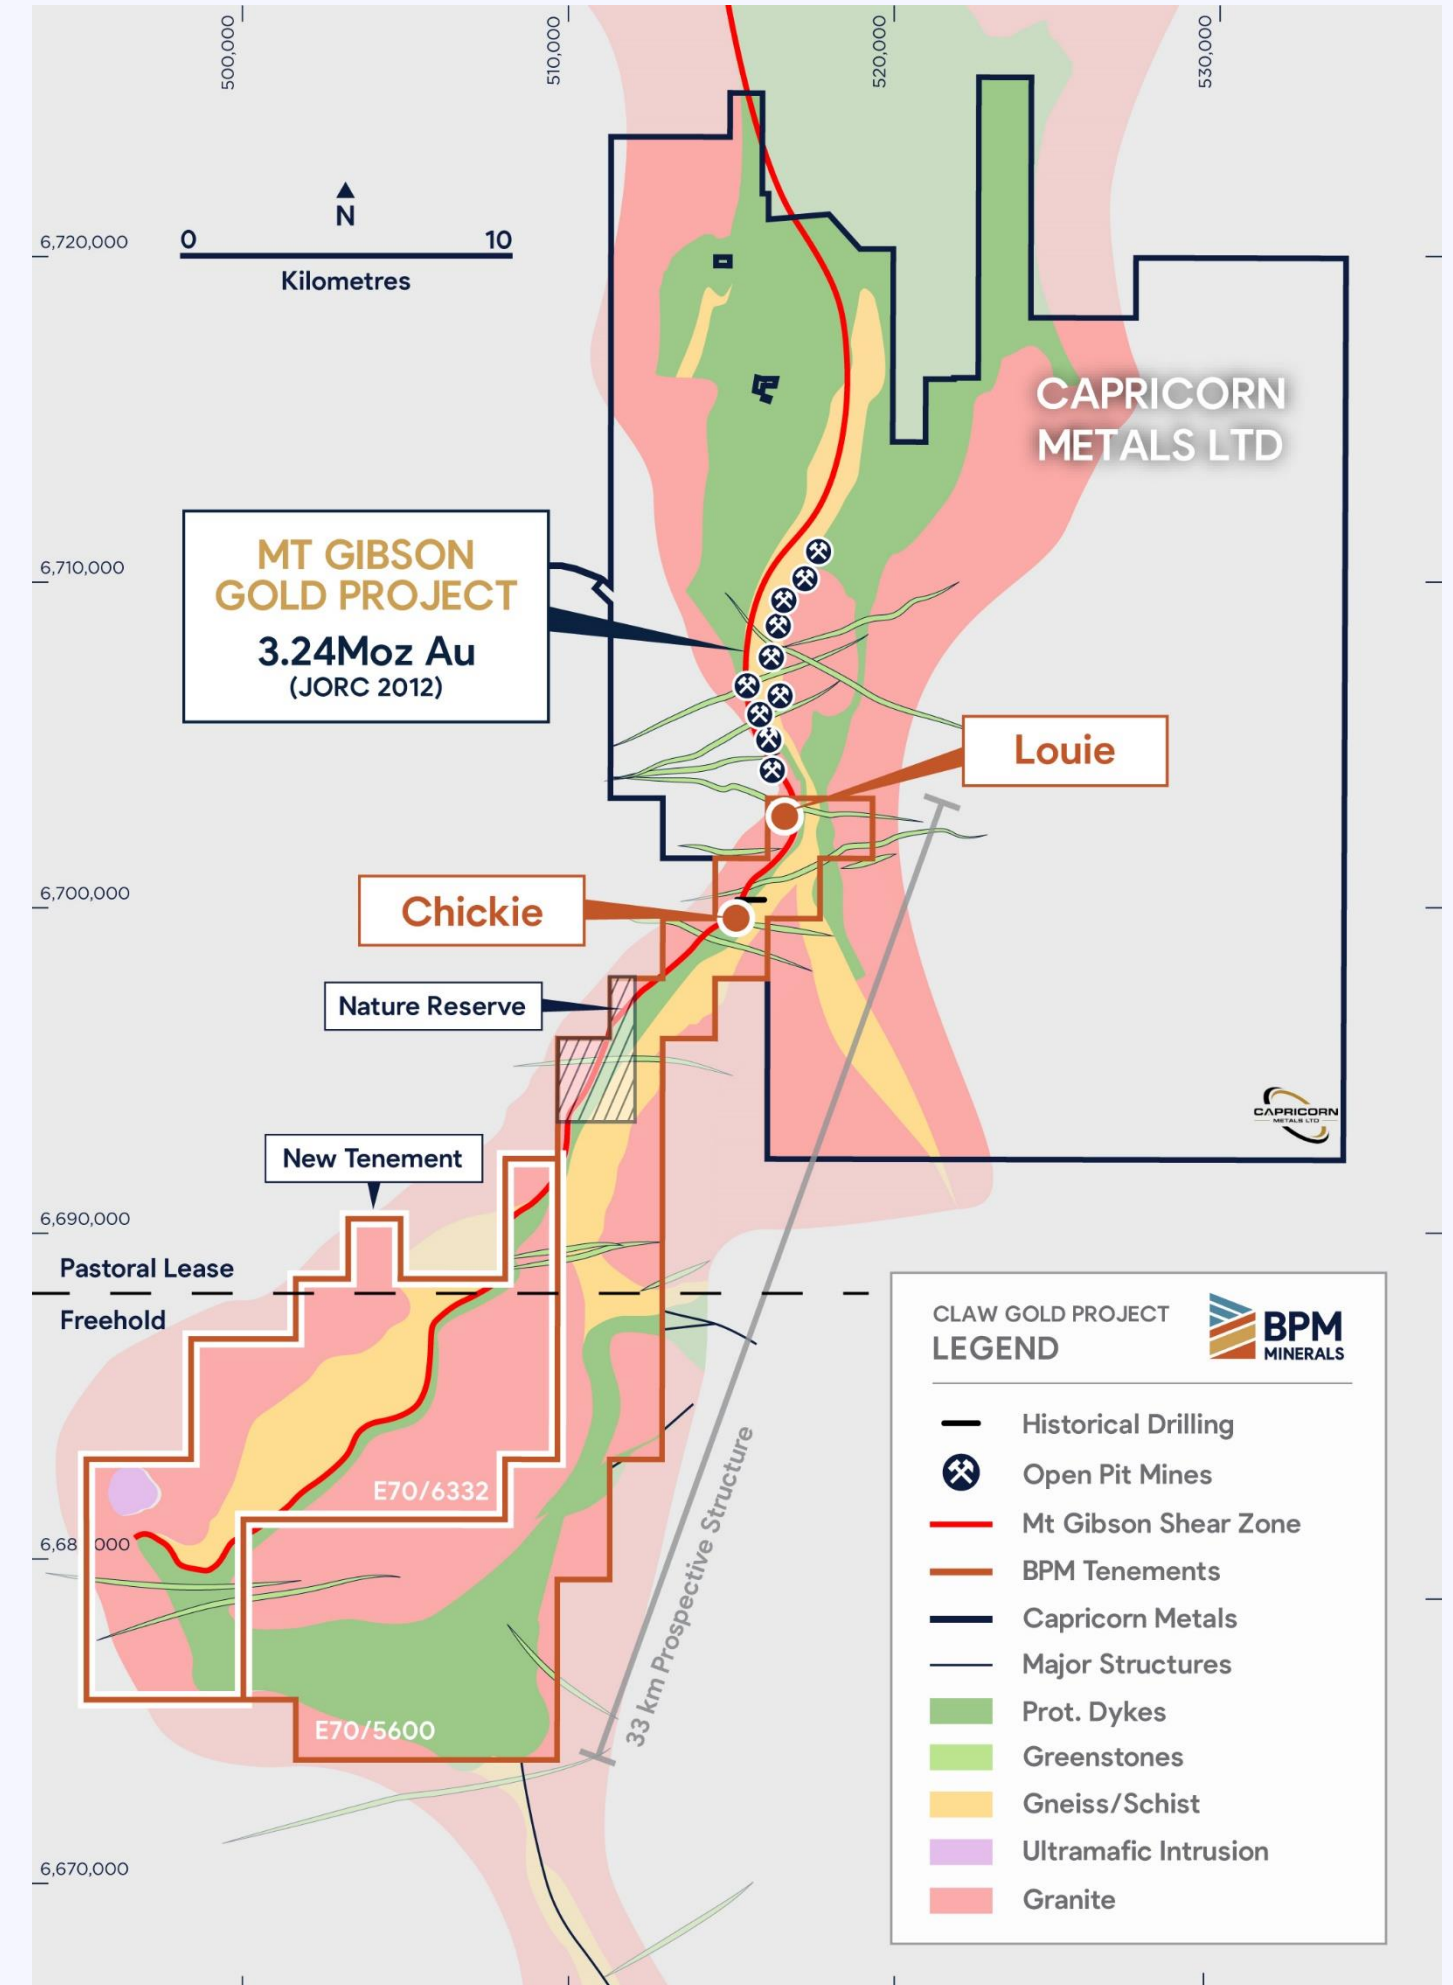 500,000
510,000
520,000
530,000
6,720,000
N
0
10
Kilometres
CAPRICORN
METALS LTD
MT GIBSON
GOLD PROJECT
3.24Moz Au
(JORC 2012)
6,710,000
Louie
6,700,000
Chickie
Nature Reserve
CAPRICORN
METALS LTD
New Tenement
6,690,000
Pastoral Lease
Freehold
E70/6332
33 km Prospective Structure
E70/5600
6,670,000
CLAW GOLD PROJECT
LEGEND
BPM
MINERALS
Historical Drilling
Open Pit Mines
Mt Gibson Shear Zone
BPM Tenements
Capricorn Metals
Major Structures
Prot. Dykes
Greenstones
Gneiss/Schist
Ultramafic Intrusion
Granite